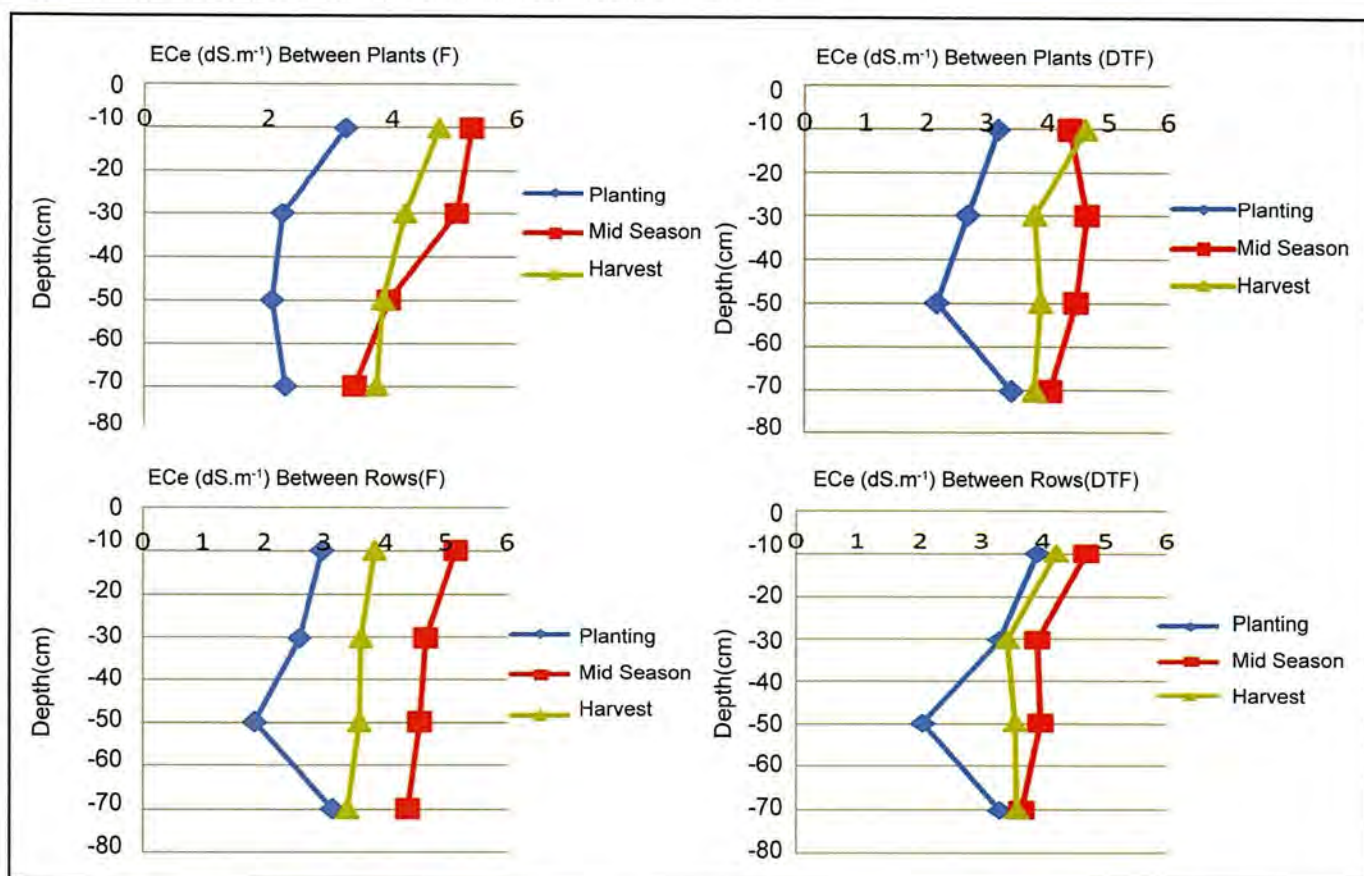 ECe (dS.m⁻¹) Between Plants (F)
0
-10
-20
-30
-40
-50
-60
-70
-80
0 2 4 6
Depth(cm)
Planting
Mid Season
Harvest
ECe (dS.m⁻¹) Between Plants (DTF)
0
-10
-20
-30
-40
-50
-60
-70
-80
0 1 2 3 4 5 6
Depth(cm)
Planting
Mid Season
Harvest
ECe (dS.m⁻¹) Between Rows(F)
0
-10
-20
-30
-40
-50
-60
-70
-80
0 1 2 3 4 5 6
Depth(cm)
Planting
Mid Season
Harvest
ECe (dS.m⁻¹) Between Rows(DTF)
0
-10
-20
-30
-40
-50
-60
-70
-80
0 1 2 3 4 5 6
Depth(cm)
Planting
Mid Season
Harvest